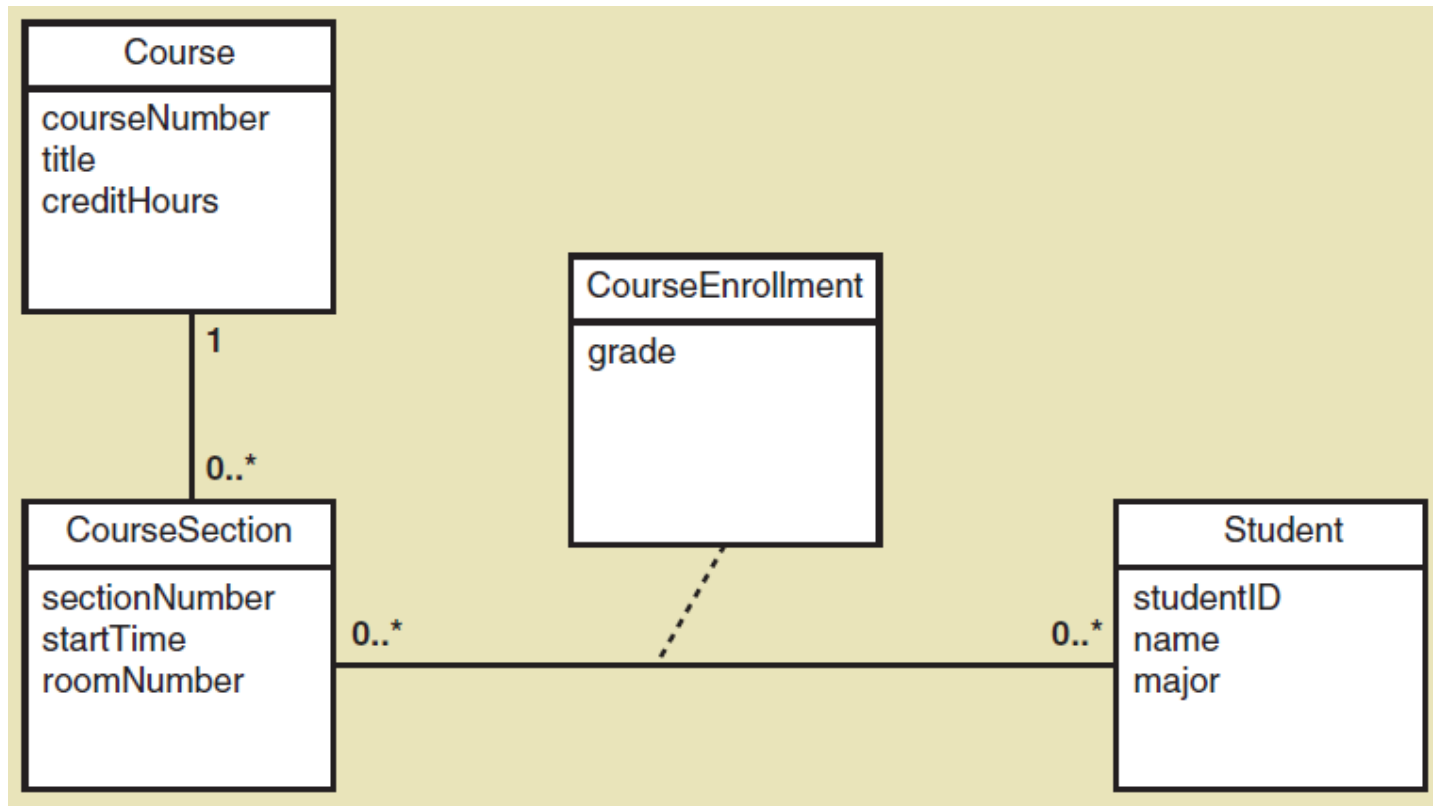 Course
courseNumber
title
creditHours
1
0..*
CourseSection
sectionNumber
startTime
roomNumber
CourseEnrollment
grade
0..*
0..*
Student
studentID
name
major